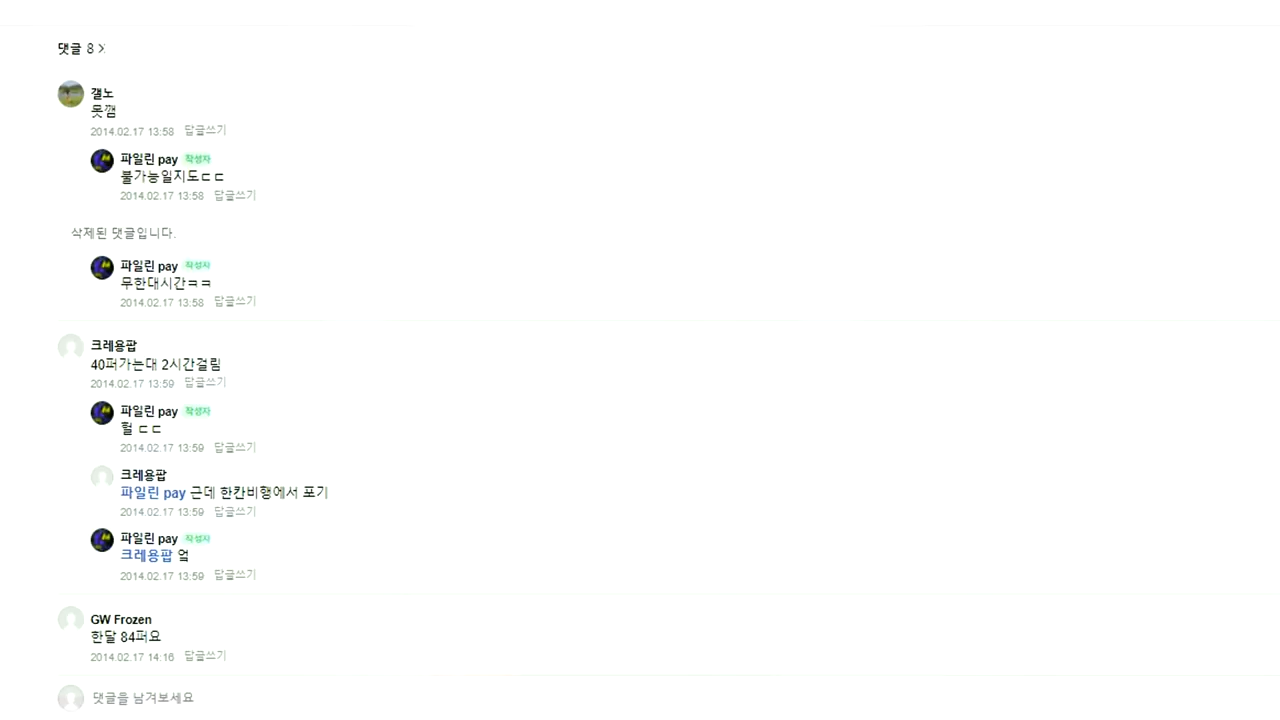 댓글 8 >
걜노
못깸
2014.02.17 13:58 답글쓰기
파일린 pay 작성자
불가능일지도ㄷㄷ
2014.02.17 13:58 답글쓰기
삭제된 댓글입니다.
파일린 pay 작성자
무한대시간ㅋㅋ
2014.02.17 13:58 답글쓰기
크레용팝
40퍼가는대 2시간걸림
2014.02.17 13:59 답글쓰기
파일린 pay 작성자
헐 ㄷㄷ
2014.02.17 13:59 답글쓰기
크레용팝
파일린 pay 근데 한칸비행에서 포기
2014.02.17 13:59 답글쓰기
파일린 pay 작성자
크레용팝
2014.02.17 13:59 답글쓰기
GW Frozen
한달 84퍼요
2014.02.17 14:16 답글쓰기
댓글을 남겨보세요